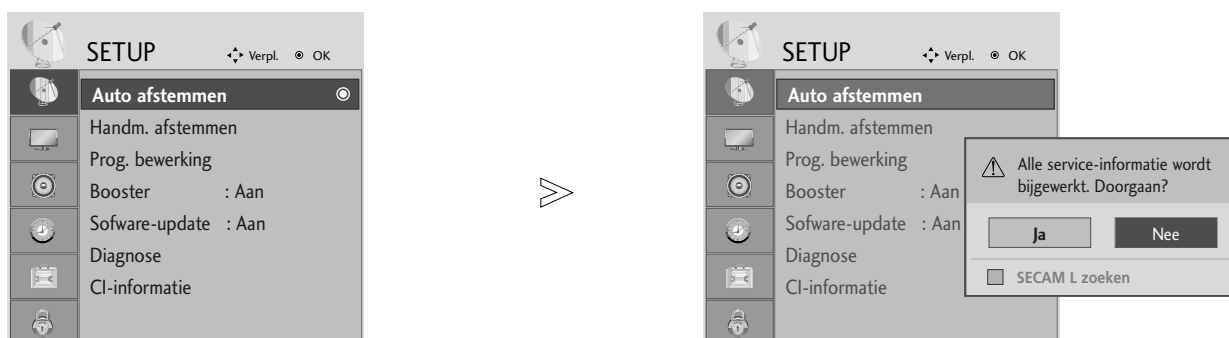 SETUP Verpl. OK
Auto afstemmen
Handm. afstemmen
Prog. bewerking
Booster : Aan
Sofware-update : Aan
Diagnose
CI-informatie
>
SETUP Verpl. OK
Auto afstemmen
Handm. afstemmen
Prog. bewerking
Booster : Aan
Sofware-update : Aan
Diagnose
CI-informatie
Alle service-informatie wordt
bijgewerkt. Doorgaan?
Ja Nee
SECAM L zoeken